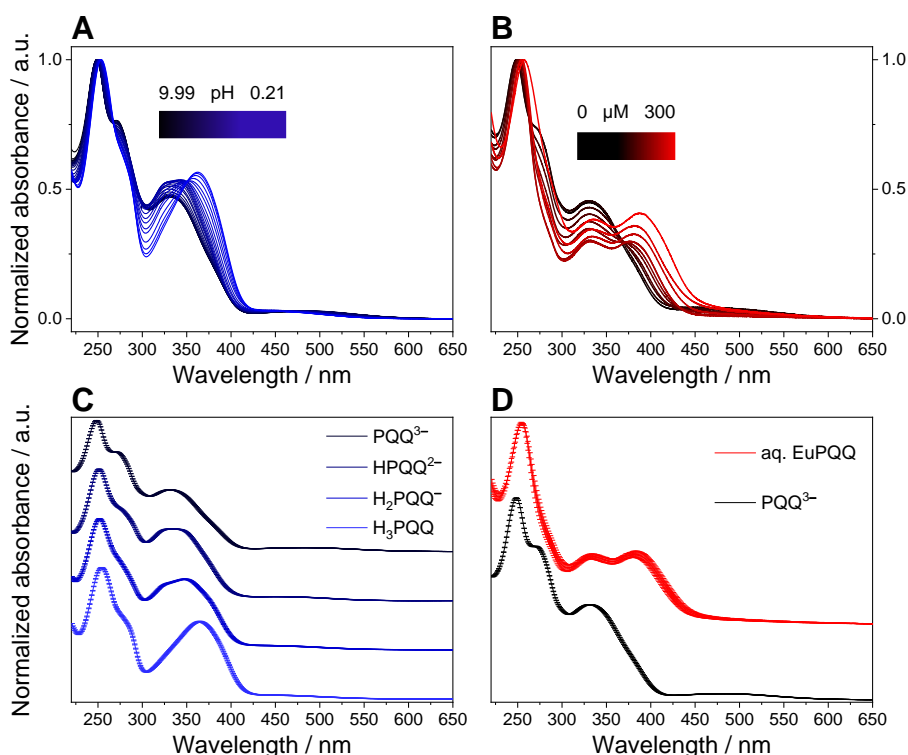 A
B
9.99 pH 0.21
0 µM 300
Normalized absorbance / a.u.
1.0
0.5
0.0
1.0
0.5
0.0
250 300 350 400 450 500 550 600 650
250 300 350 400 450 500 550 600 650
Wavelength / nm
Wavelength / nm
C
D
Normalized absorbance / a.u.
PQQ³⁻
HPQQ²⁻
H₂PQQ⁻
H₃PQQ
aq. EuPQQ
PQQ³⁻
250 300 350 400 450 500 550 600 650
250 300 350 400 450 500 550 600 650
Wavelength / nm
Wavelength / nm